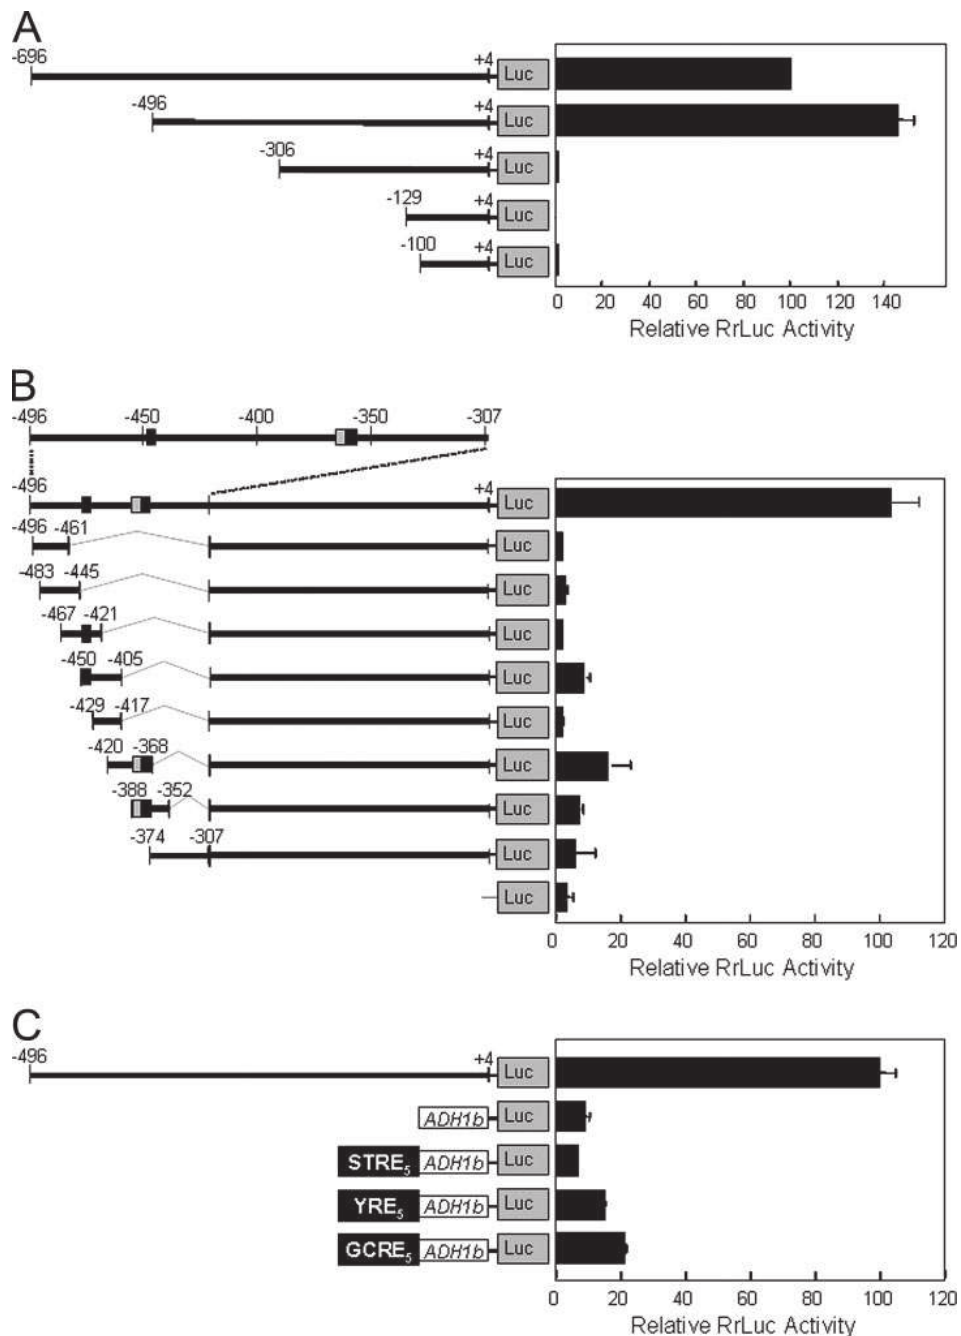 A
-696 +4 Luc
-496 +4 Luc
-306 +4 Luc
-129 +4 Luc
-100 +4 Luc
0 20 40 60 80 100 120 140
Relative RrLuc Activity
B
-496 -450 -400 -350 -307
-496 +4 Luc
-496 -461 Luc
-483 -445 Luc
-467 -421 Luc
-450 -405 Luc
-429 -417 Luc
-420 -368 Luc
-388 -352 Luc
-374 -307 Luc
Luc
0 20 40 60 80 100 120
Relative RrLuc Activity
C
-496 +4 Luc
ADH1b Luc
STRE5 ADH1b Luc
YRE5 ADH1b Luc
GCRE5 ADH1b Luc
0 20 40 60 80 100 120
Relative RrLuc Activity